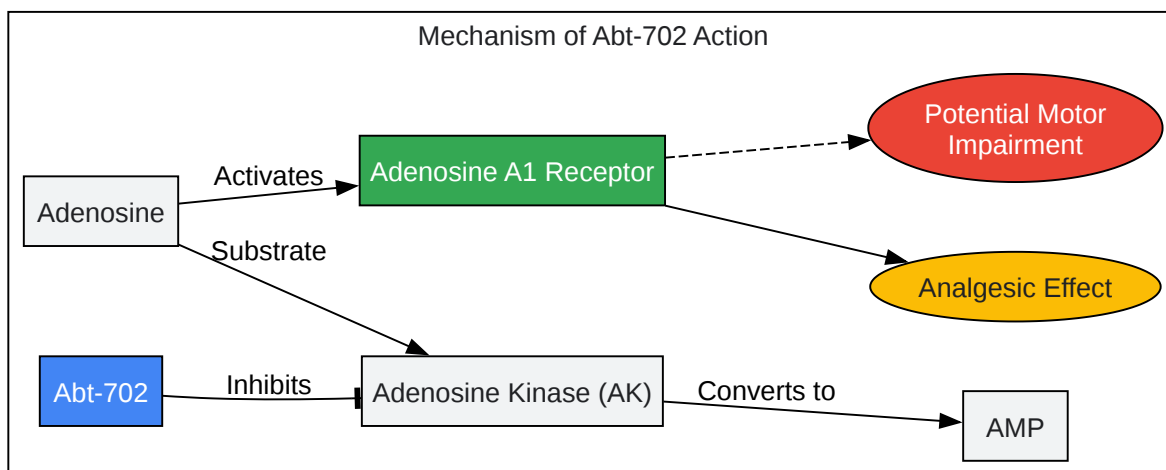 Mechanism of Abt-702 Action
Potential Motor
Impairment
Activates
Adenosine A1 Receptor
Adenosine
Substrate
Analgesic Effect
Abt-702
Inhibits
Adenosine Kinase (AK)
Converts to
AMP